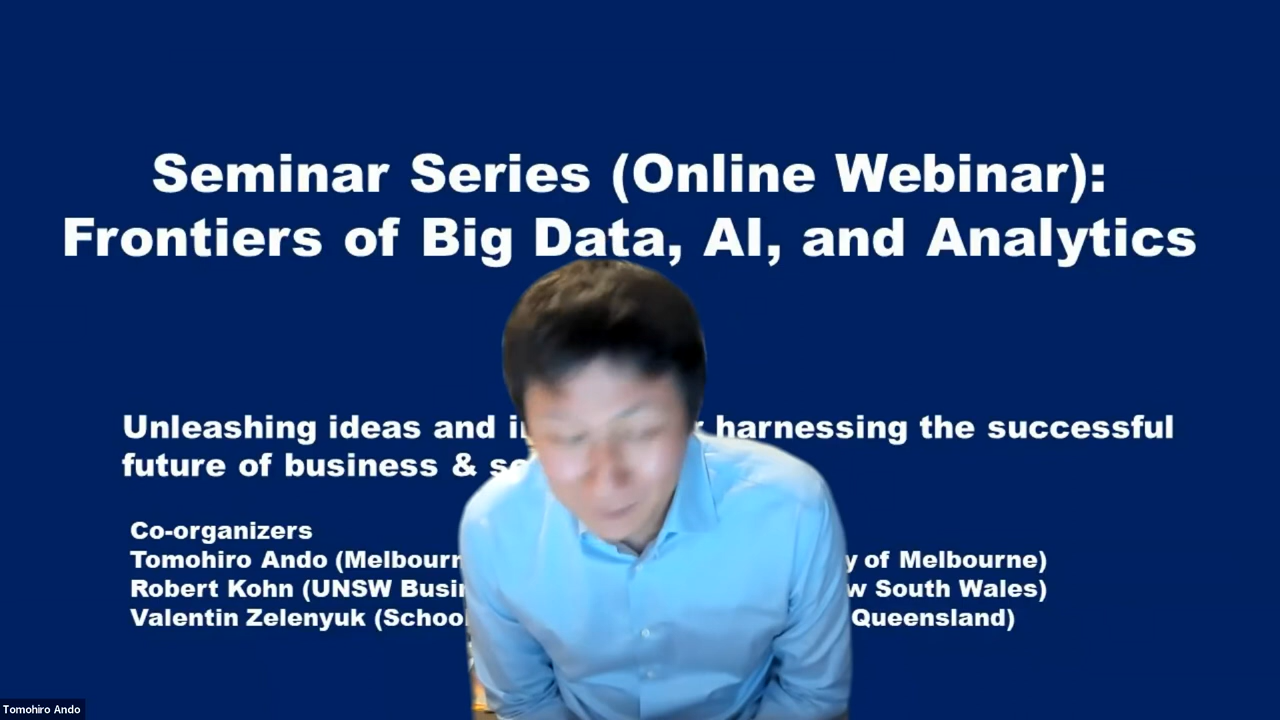 Seminar Series (Online Webinar):
Frontiers of Big Data, AI, and Analytics
Unleashing ideas and harnessing the successful
future of business &
Co-organizers
Tomohiro Ando of Melbourne)
Robert Kohn (UNSW South Wales)
Valentin Zelenyuk Queensland)
Tomohiro Ando